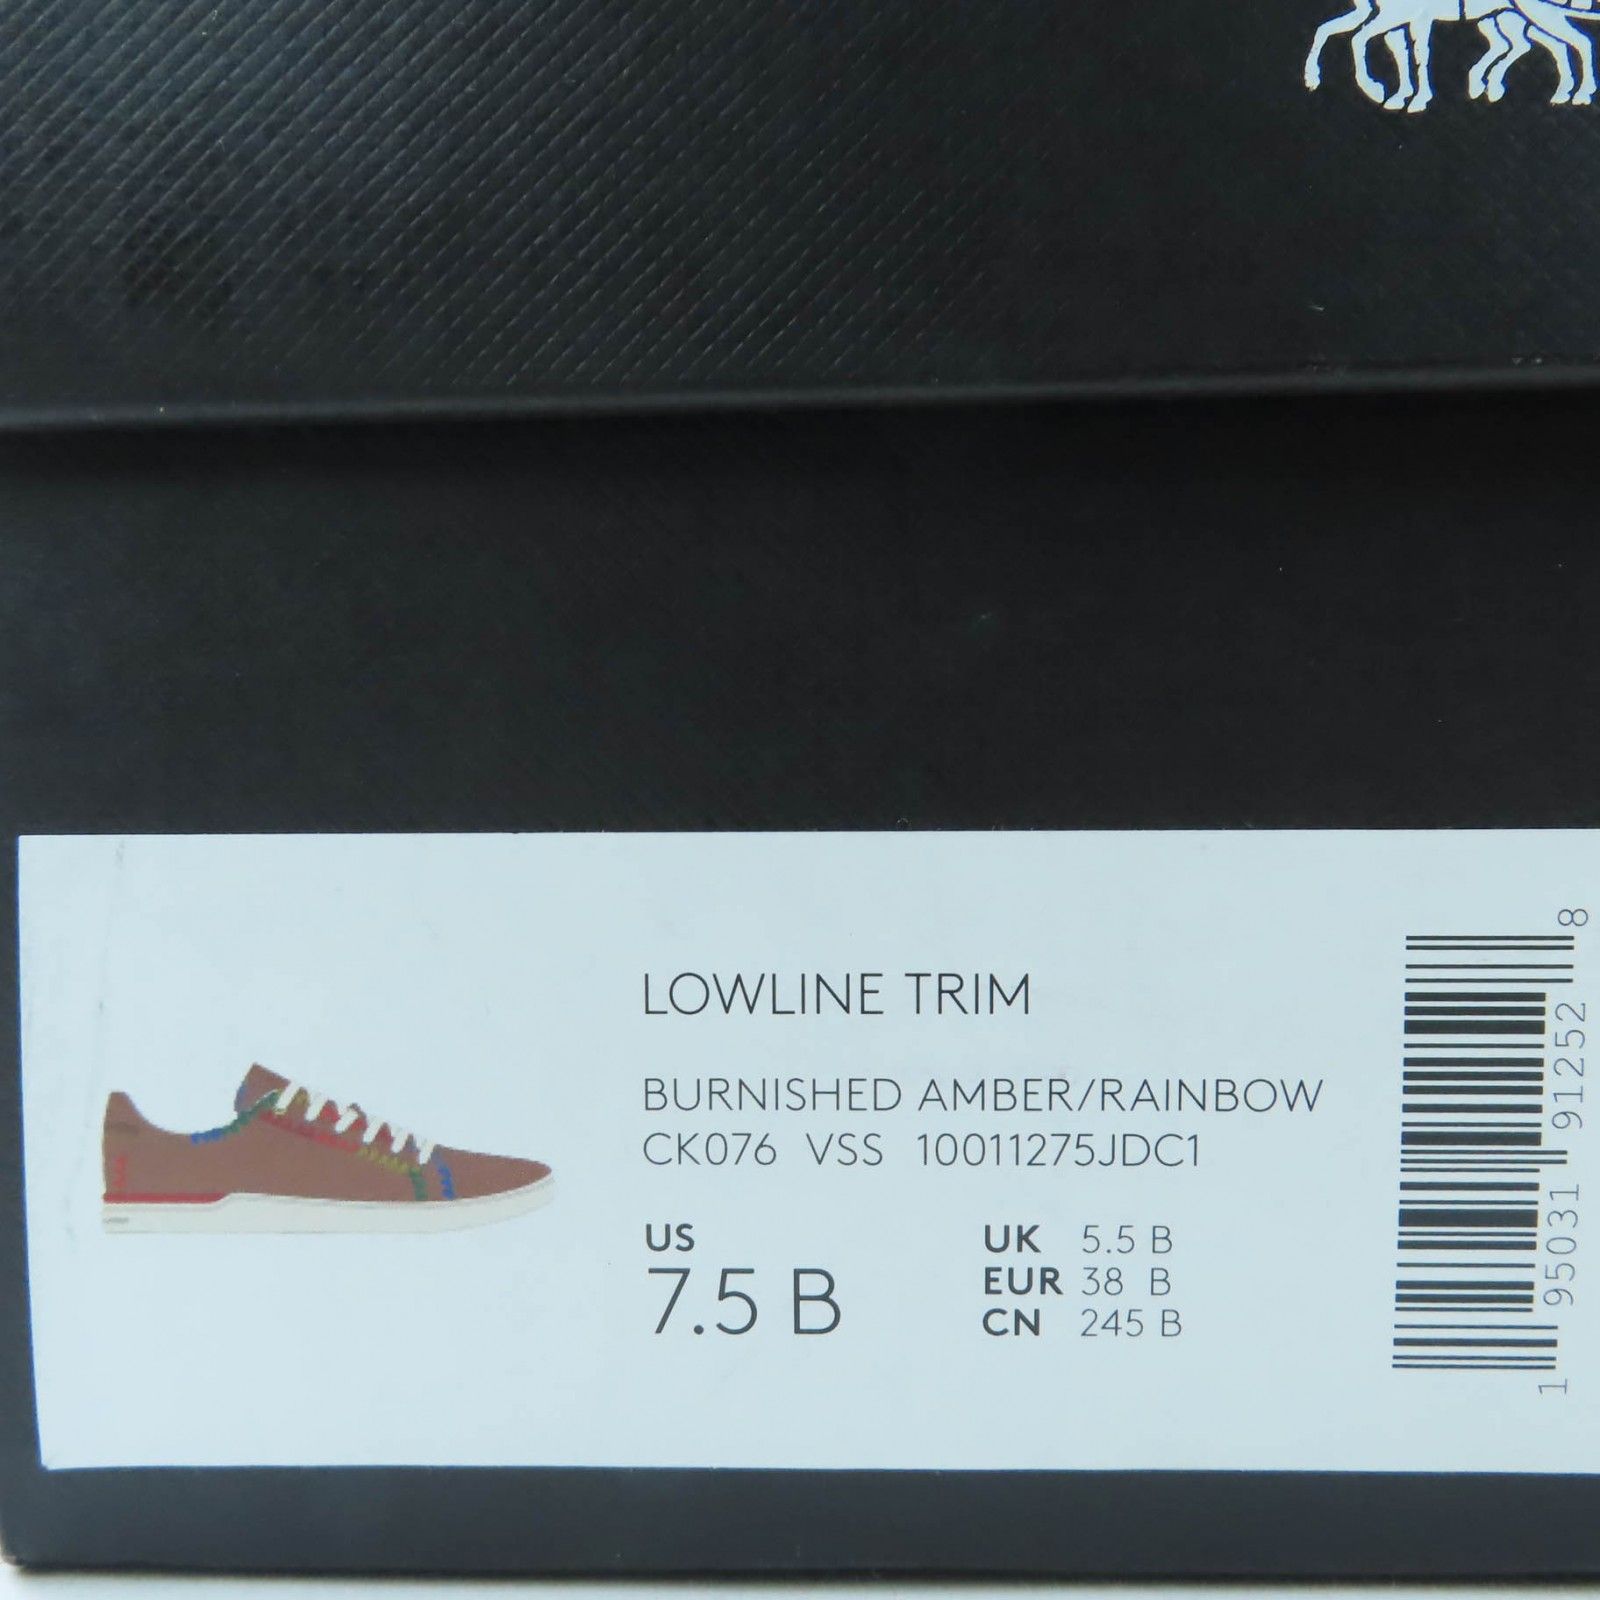 LOWLINE TRIM
BURNISHED AMBER/RAINBOW
CK076 VSS 10011275JDC1
US
7.5 B
UK 5.5 B
EUR 38 B
CN 245 B
1 95031 91252 8